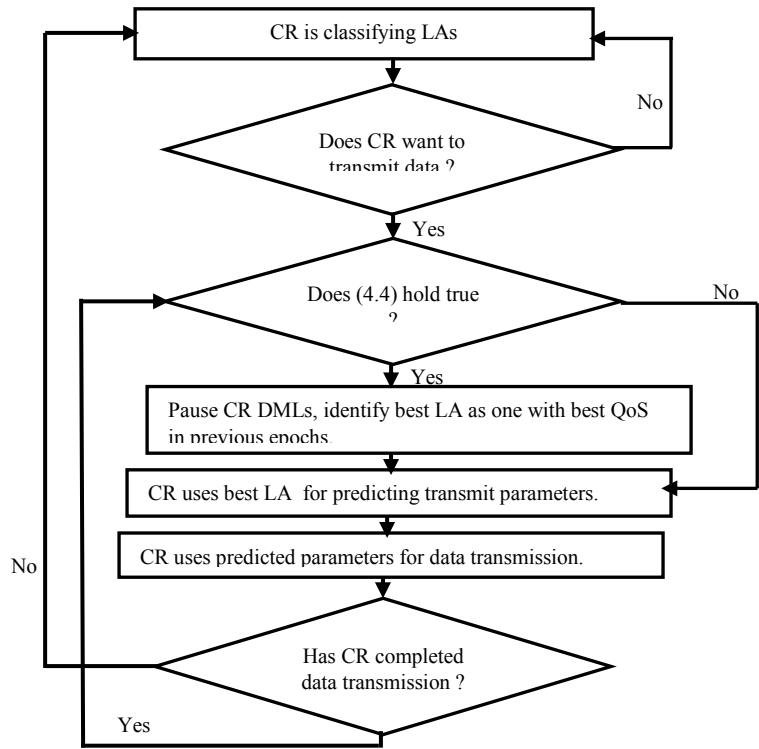 CR is classifying LAs
No
Does CR want to
transmit data ?
Yes
Does (4.4) hold true
?
No
Yes
Pause CR DMLs, identify best LA as one with best QoS
in previous epochs.
CR uses best LA for predicting transmit parameters.
CR uses predicted parameters for data transmission.
No
Has CR completed
data transmission ?
Yes